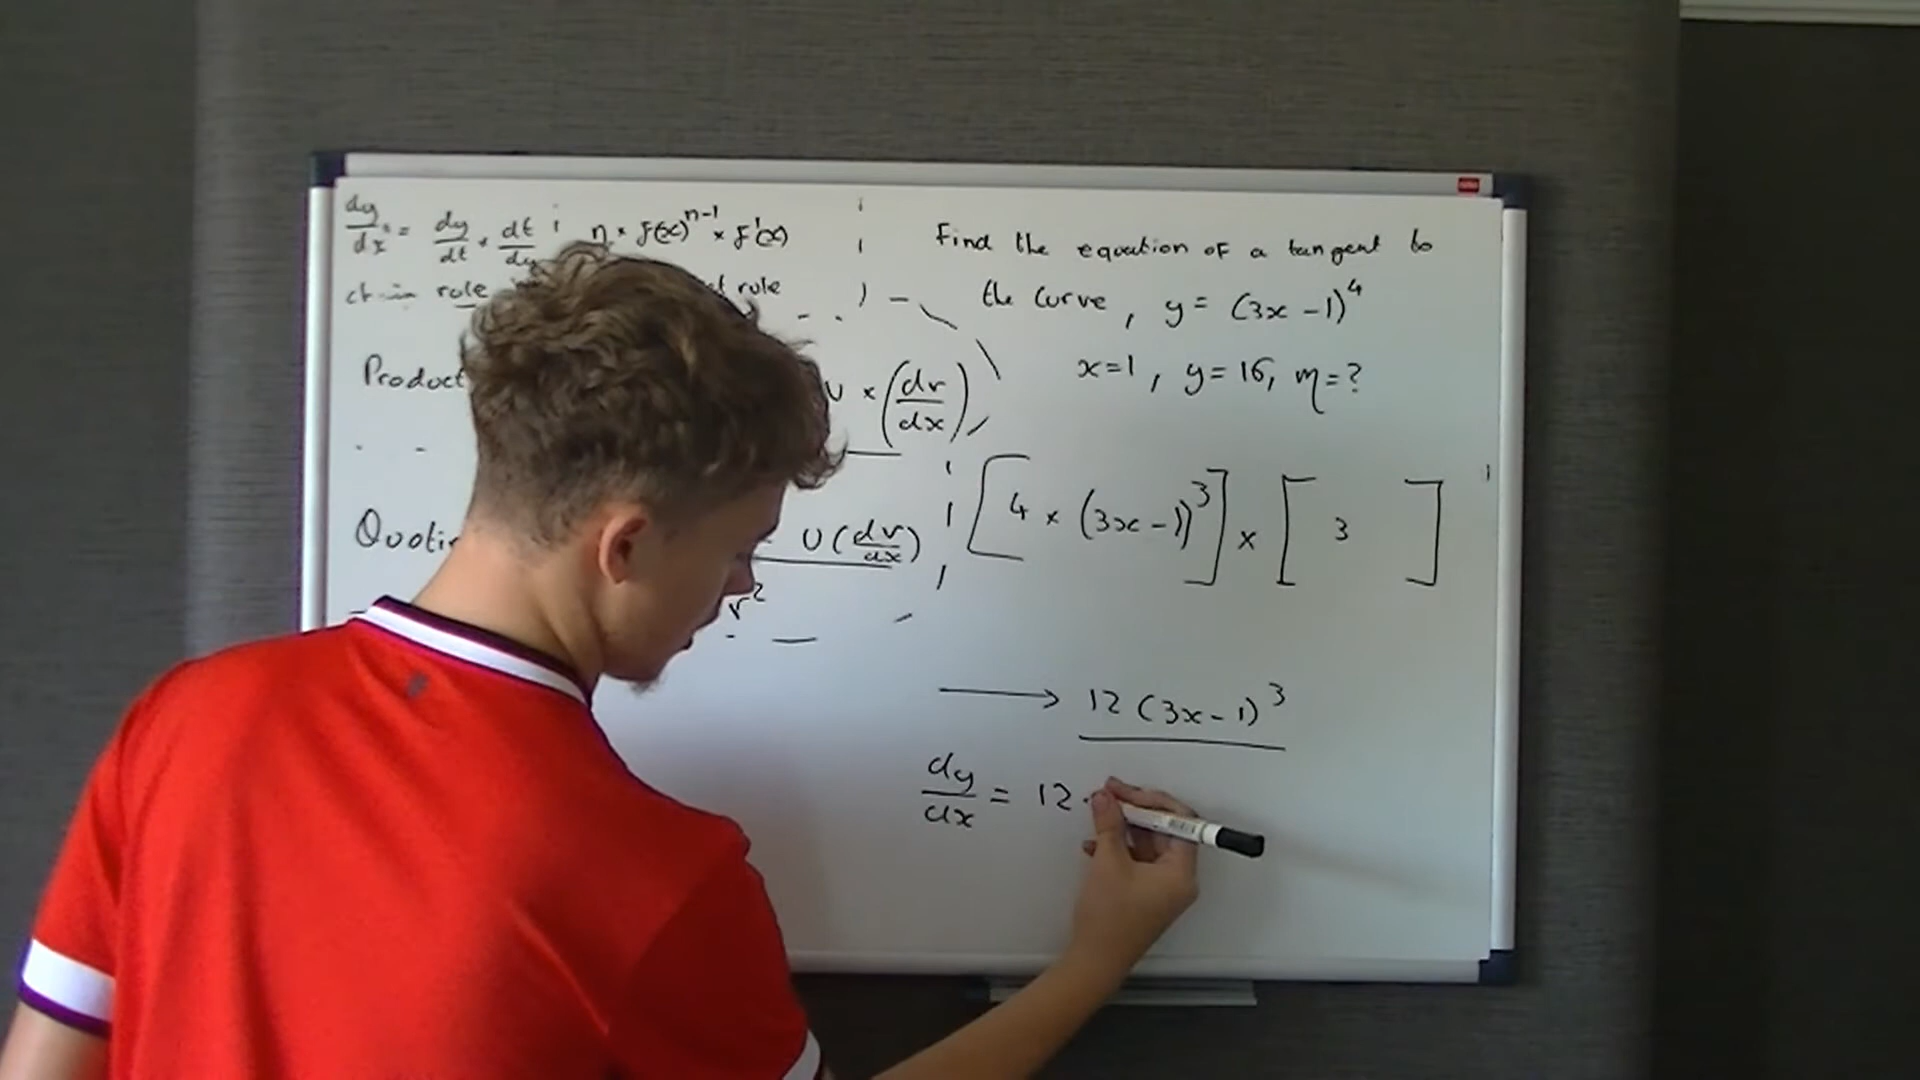 dy/dx = dy/dt × dt/dy
n × f(x)^n-1 × f'(x)
chain rule
rule
Product
U × (dv/dx)
Quoti
U(dv/dx)
v²
Find the equation of a tangent to
the curve, y = (3x - 1)⁴
x=1, y=16, m=?
[4 × (3x-1)³] × [3]
→ 12(3x-1)³
dy/dx = 12